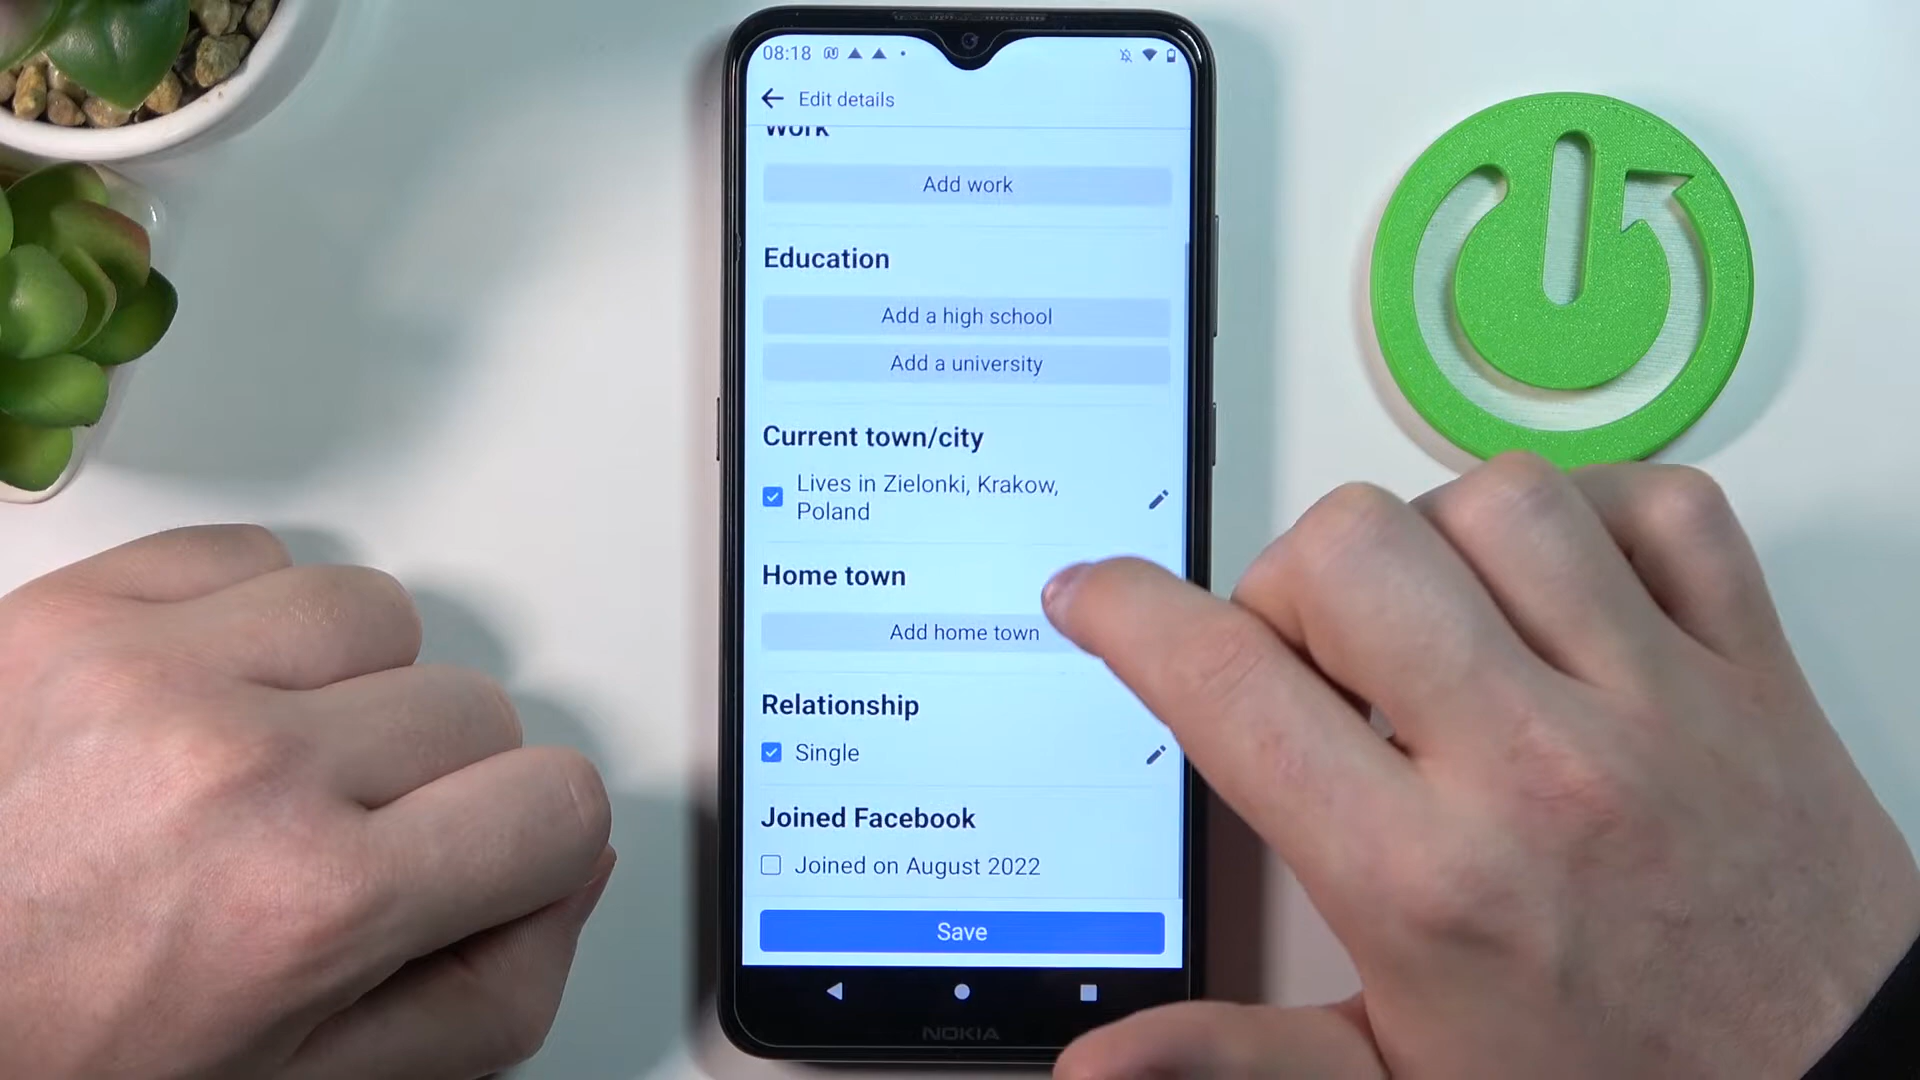 08:18
Edit details
Work
Add work
Education
Add a high school
Add a university
Current town/city
Lives in Zielonki, Krakow,
Poland
Home town
Add home town
Relationship
Single
Joined Facebook
Joined on August 2022
Save
NOKIA